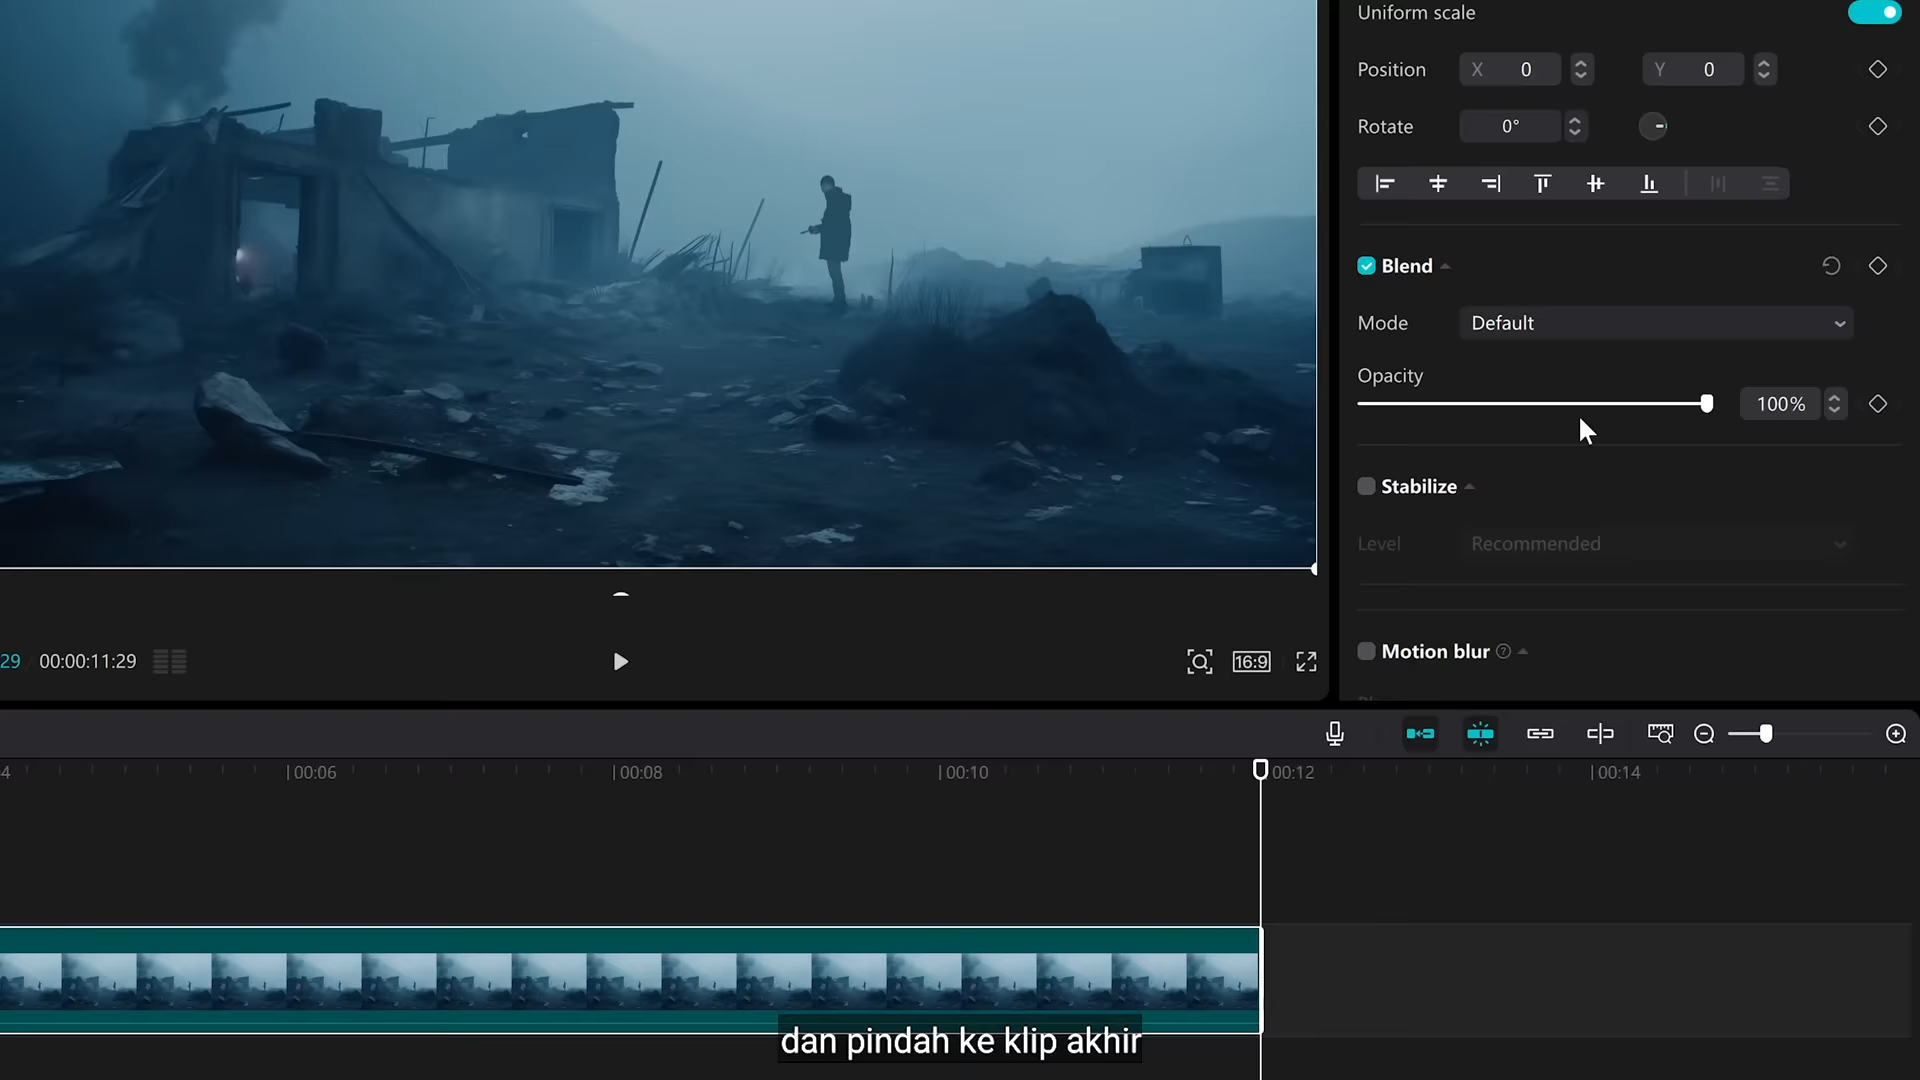 Uniform scale
Position X 0 Y 0
Rotate 0°
Blend
Mode Default
Opacity
100%
Stabilize
Level Recommended
Motion blur
29 00:00:11:29
16:9
4 00:06 00:08 00:10 00:12 00:14
dan pindah ke klip akhir